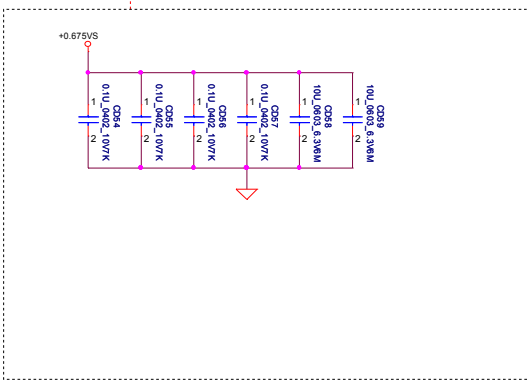 +0.675VS
1
2
CD54
0.1U_0402_10V7K
1
2
CD55
0.1U_0402_10V7K
1
2
CD56
0.1U_0402_10V7K
1
2
CD57
0.1U_0402_10V7K
1
2
CD58
10U_0603_6.3V6M
1
2
CD59
10U_0603_6.3V6M